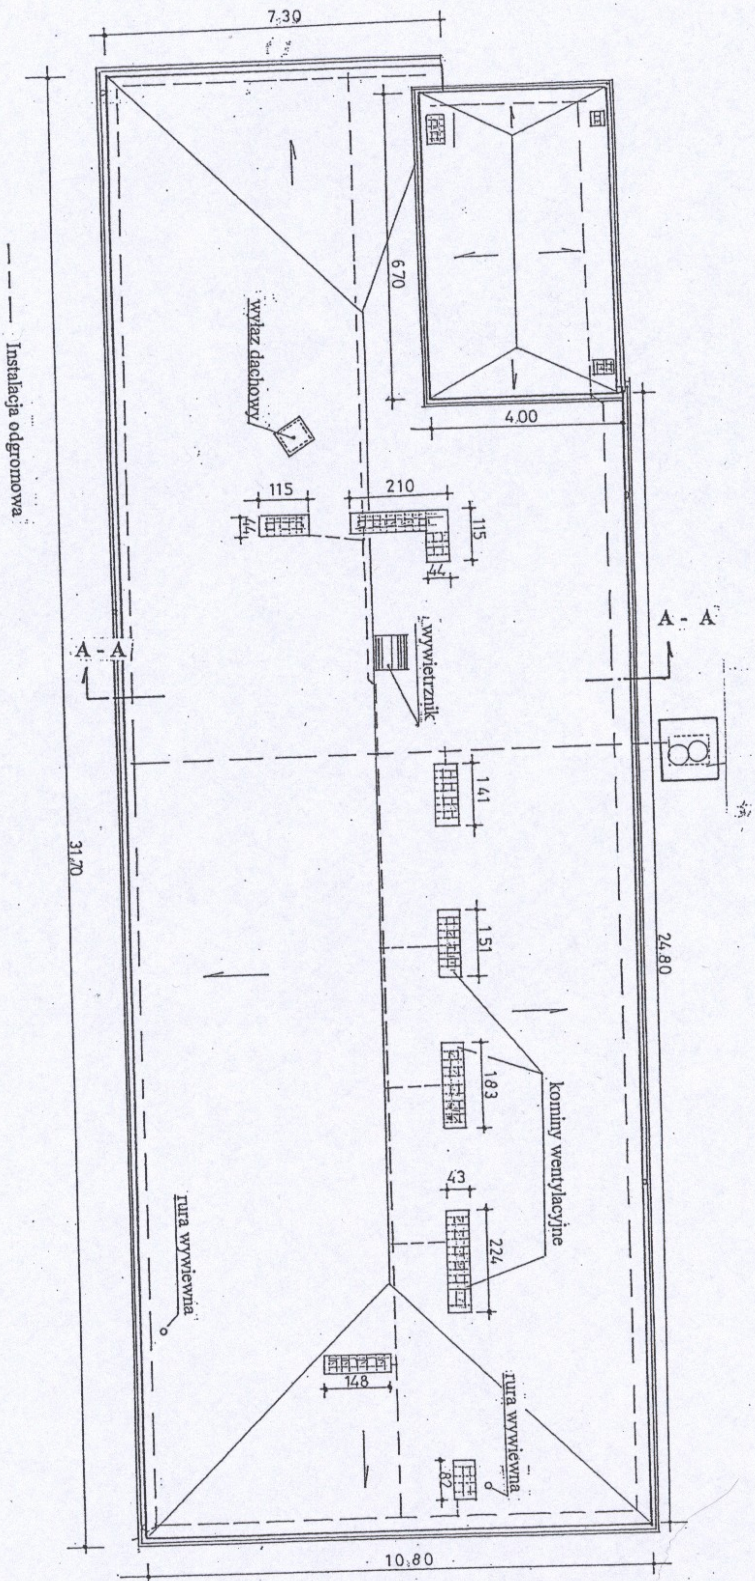 7.30
6.70
4.00
wyłaz dachowy
115
44
210
115
44
wywietrznik
A - A
A - A
141
31.70
24.80
151
183
kominy wentylacyjne
43
224
rura wywiewna
148
rura wywiewna
82
10.80
Instalacja odgromowa